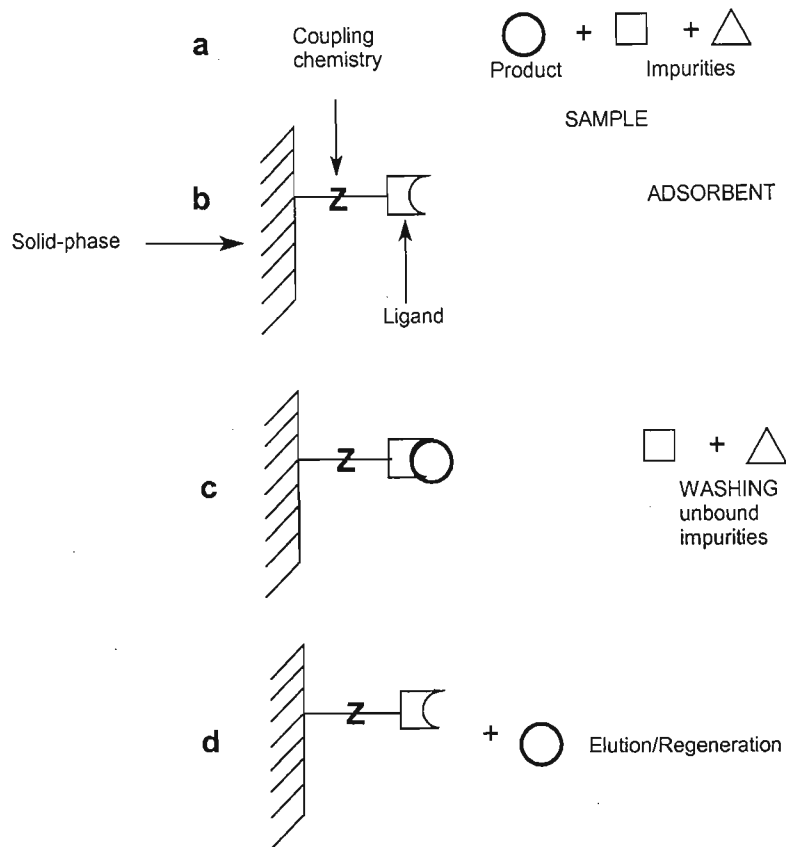 a
Coupling
chemistry
+ +
Product Impurities
SAMPLE
b
Z
ADSORBENT
Solid-phase
Ligand
c
Z
+
WASHING
unbound
impurities
d
Z
+
Elution/Regeneration